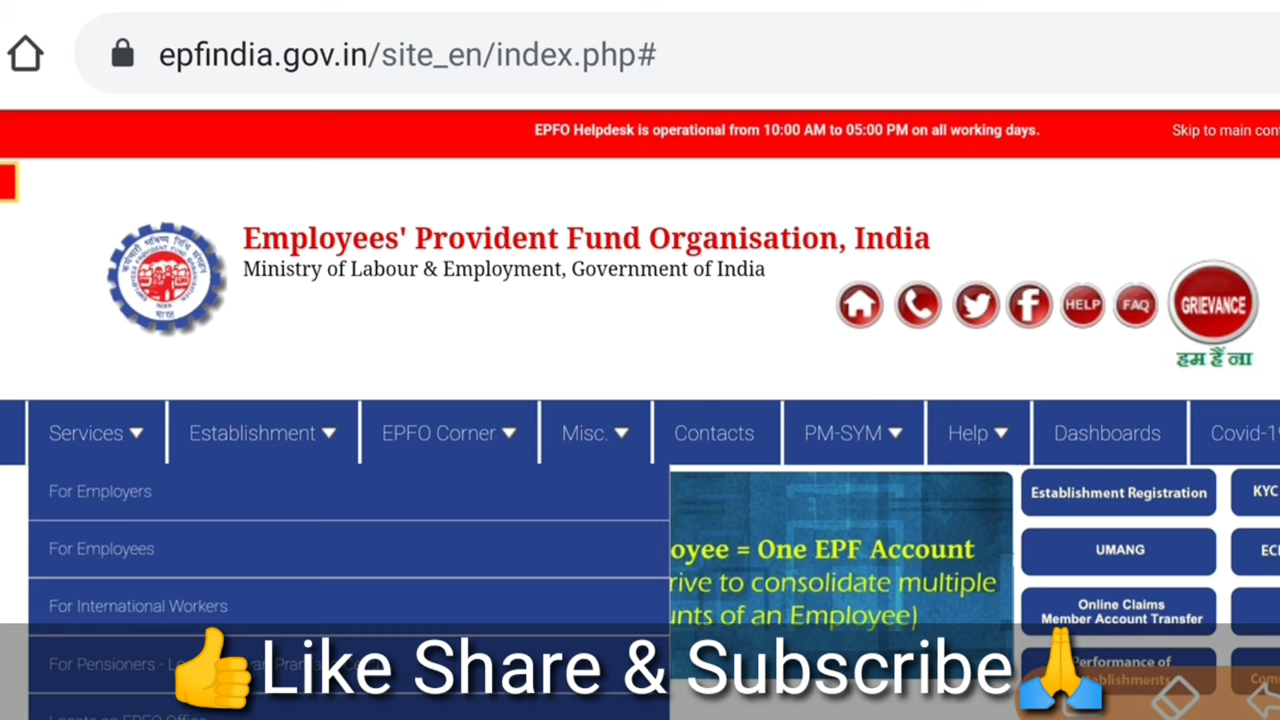 epfindia.gov.in/site_en/index.php#
EPFO Helpdesk is operational from 10:00 AM to 05:00 PM on all working days.
Skip to main
Employees' Provident Fund Organisation, India
Ministry of Labour & Employment, Government of India
HELP
FAQ
GRIEVANCE
हम हैं ना
Services
Establishment
EPFO Corner
Misc.
Contacts
PM-SYM
Help
Dashboards
Covid-19
For Employers
For Employees
For International Workers
For Pensioners
oyee = One EPF Account
rive to consolidate multiple
unts of an Employee)
Establishment Registration
KYC
UMANG
Online Claims
Member Account Transfer
Performance of
👍Like Share & Subscribe🙏